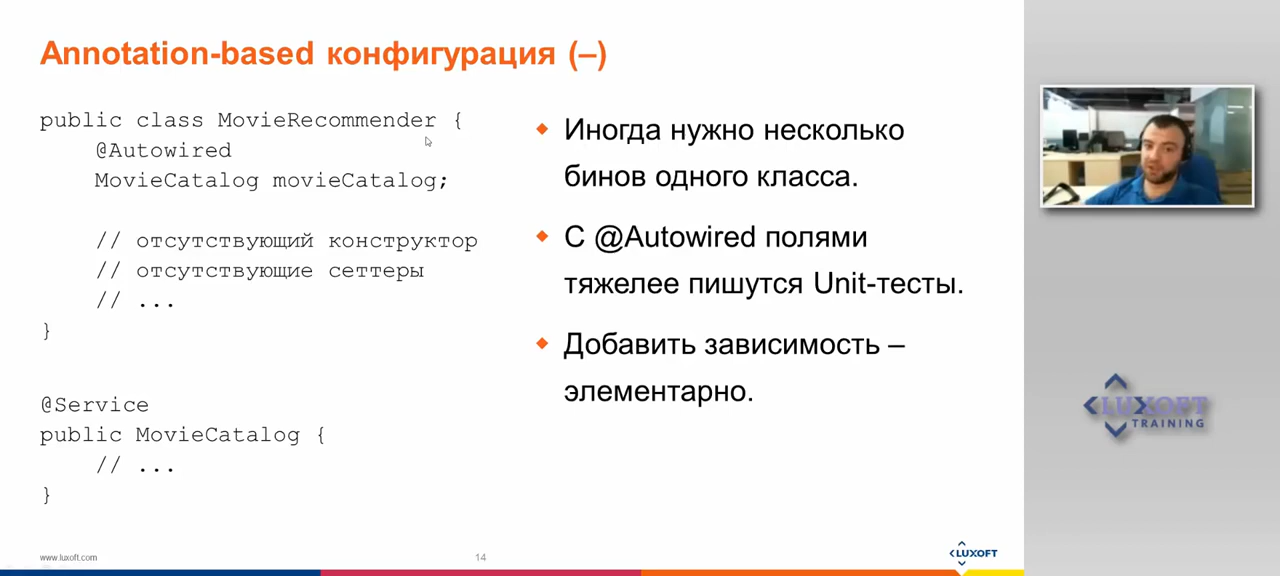 Annotation-based конфигурация (–)
public class MovieRecommender {
@Autowired
MovieCatalog movieCatalog;
// отсутствующий конструктор
// отсутствующие сеттеры
// ...
}
@Service
public MovieCatalog {
// ...
}
Иногда нужно несколько
бинов одного класса.
С @Autowired полями
тяжелее пишутся Unit-тесты.
Добавить зависимость –
элементарно.
www.luxoft.com
14
LUXOFT
LUXOFT
TRAINING